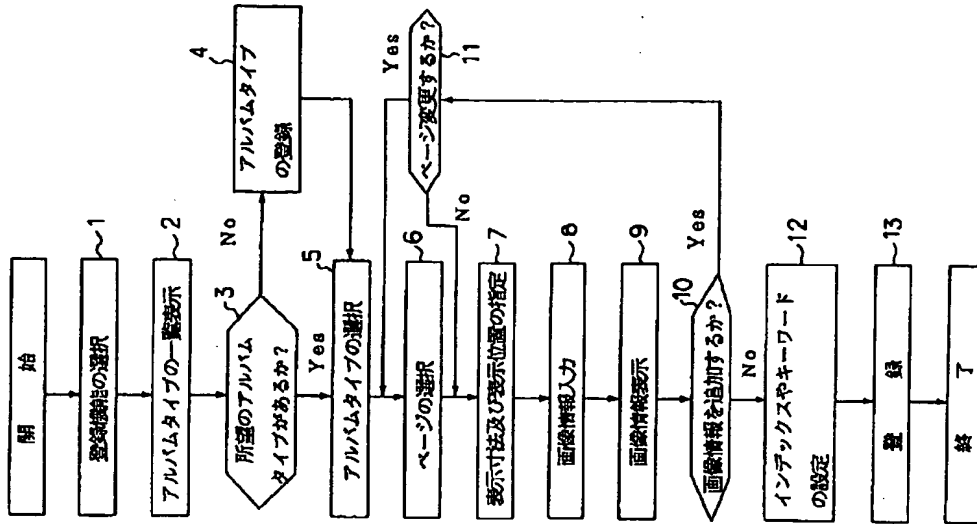 開 始
登録機能の選択
1
アルバムタイプの一覧表示
2
所望のアルバム
タイプがあるか?
3
No
Yes
アルバムタイプ
の登録
4
アルバムタイプの選択
5
ページの選択
6
表示寸法及び表示位置の指定
7
画像情報入力
8
画像情報表示
9
画像情報を追加するか?
10
Yes
No
ページ変更するか?
11
Yes
No
インデックスやキーワード
の設定
12
登 録
13
終 了